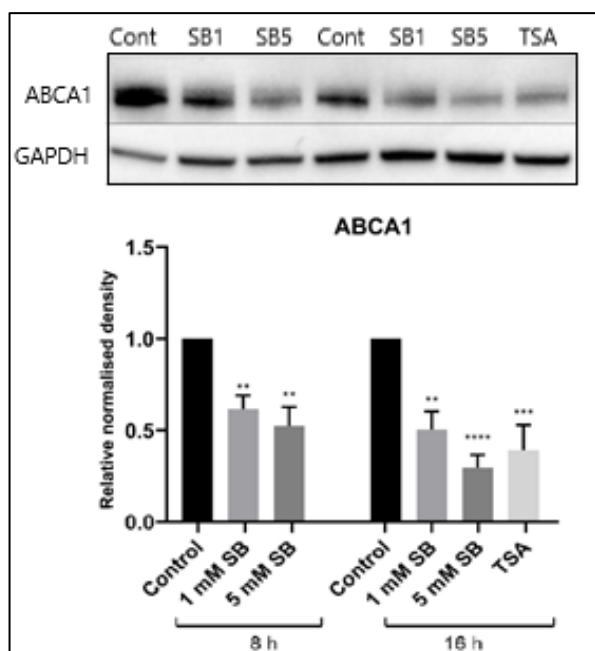 Cont SB1 SB5 Cont SB1 SB5 TSA
ABCA1
GAPDH
ABCA1
Relative normalised density
1.5
1.0
0.5
0.0
** ** ** **** ***
Control 1 mM SB 5 mM SB Control 1 mM SB 5 mM SB TSA
8 h 16 h